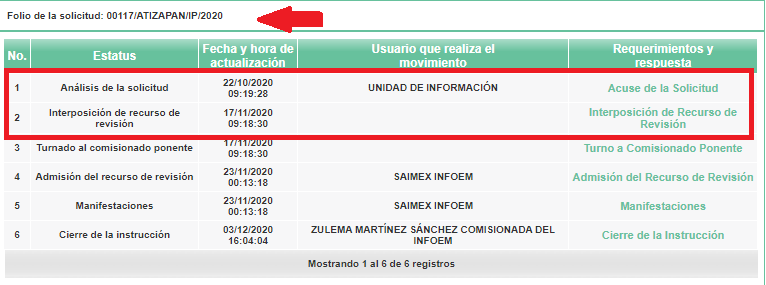 Folio de la solicitud: 00117/ATIZAPAN/IP/2020
No. Estatus Fecha y hora de actualización Usuario que realiza el movimiento Requerimientos y respuesta
1 Análisis de la solicitud 22/10/2020 09:19:28 UNIDAD DE INFORMACIÓN Acuse de la Solicitud
2 Interposición de recurso de revisión 17/11/2020 09:18:30 Interposición de Recurso de Revisión
3 Turnado al comisionado ponente 17/11/2020 09:18:30 Turno a Comisionado Ponente
4 Admisión del recurso de revisión 23/11/2020 00:13:18 SAIMEX INFOEM Admisión del Recurso de Revisión
5 Manifestaciones 23/11/2020 00:13:18 SAIMEX INFOEM Manifestaciones
6 Cierre de la instrucción 03/12/2020 16:04:04 ZULEMA MARTÍNEZ SÁNCHEZ COMISIONADA DEL INFOEM Cierre de la Instrucción
Mostrando 1 al 6 de 6 registros